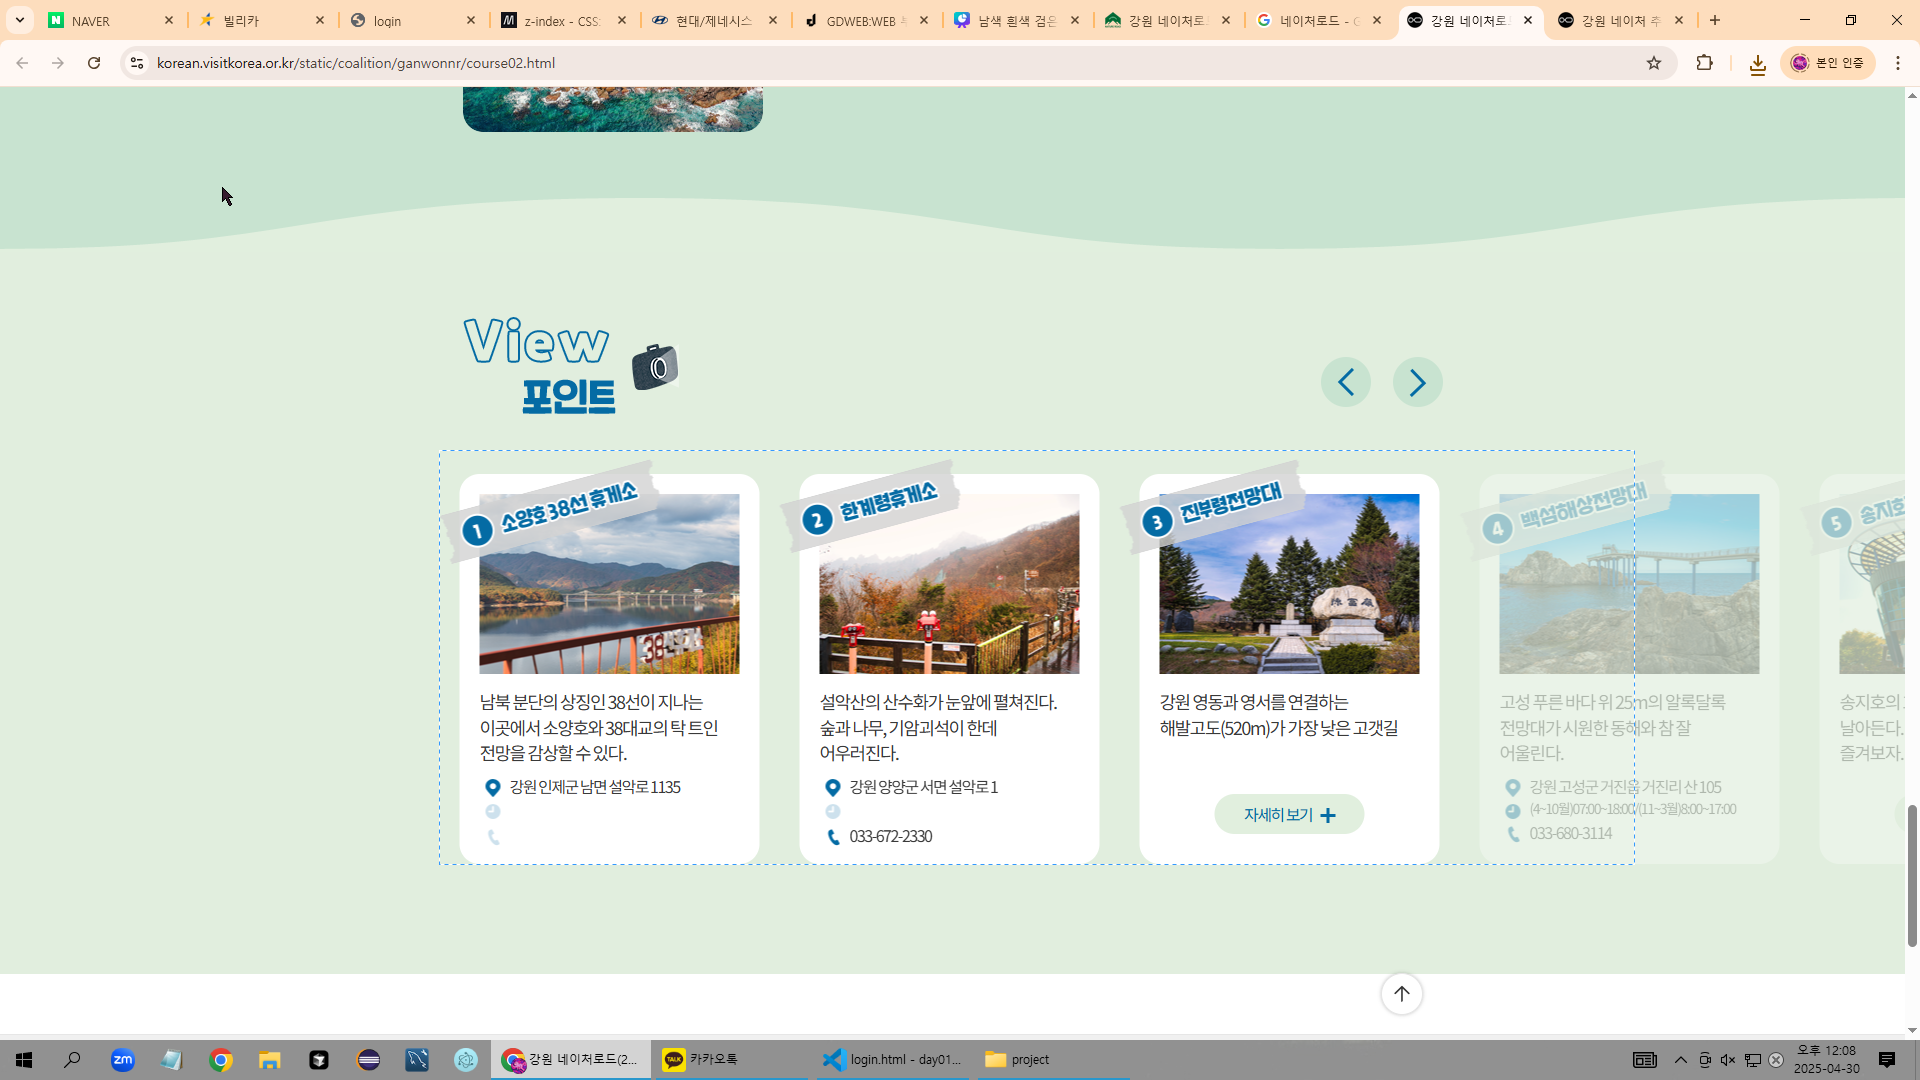 NAVER
빌리카
login
z-index - CSS
현대/제네시스
GDWEB:WEB
남색 흰색 검은
강원 네이처로
네이처로드 - G
강원 네이처로
강원 네이처 추
korean.visitkorea.or.kr/static/coalition/ganwonnr/course02.html
본인 인증
View
포인트
1 소양호 38선 휴게소
38
남북 분단의 상징인 38선이 지나는
이곳에서 소양호와 38대교의 탁 트인
전망을 감상할 수 있다.
강원 인제군 남면 설악로 1135
2 한계령휴게소
설악산의 산수화가 눈앞에 펼쳐진다.
숲과 나무, 기암괴석이 한데
어우러진다.
강원 양양군 서면 설악로 1
033-672-2330
3 진부령전망대
강원 영동과 영서를 연결하는
해발고도(520m)가 가장 낮은 고갯길
자세히 보기 +
4 백섬해상전망대
고성 푸른 바다 위 25m의 알록달록
전망대가 시원한 동해와 참 잘
어울린다.
강원 고성군 거진읍 거진리 산 105
(4~10월)07:00~18:00/(11~3월)8:00~17:00
033-680-3114
5 송지호
송지호의
날아든다.
즐겨보자.
zm
강원 네이처로드(2...
TALK
카카오톡
login.html - day01...
project
오후 12:08
2025-04-30